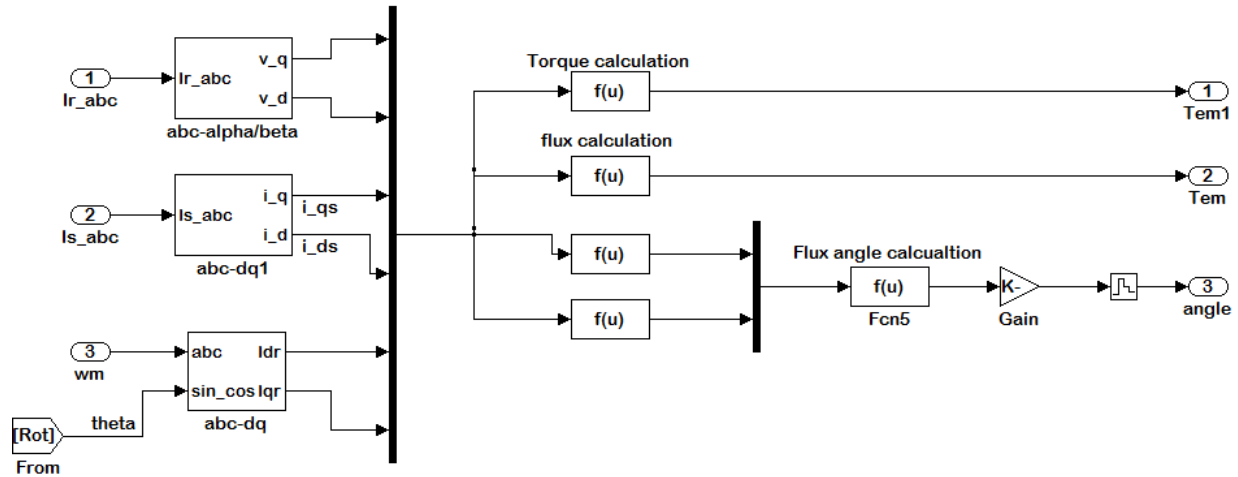 1
Ir_abc
Ir_abc
v_q
v_d
abc-alpha/beta
2
Is_abc
Is_abc
i_q
i_d
abc-dq1
i_qs
i_ds
3
wm
abc
sin_cos
Idr
Iqr
abc-dq
theta
[Rot]
From
Torque calculation
f(u)
1
Tem1
flux calculation
f(u)
2
Tem
f(u)
f(u)
Flux angle calcualtion
f(u)
Fcn5
K-
Gain
3
angle